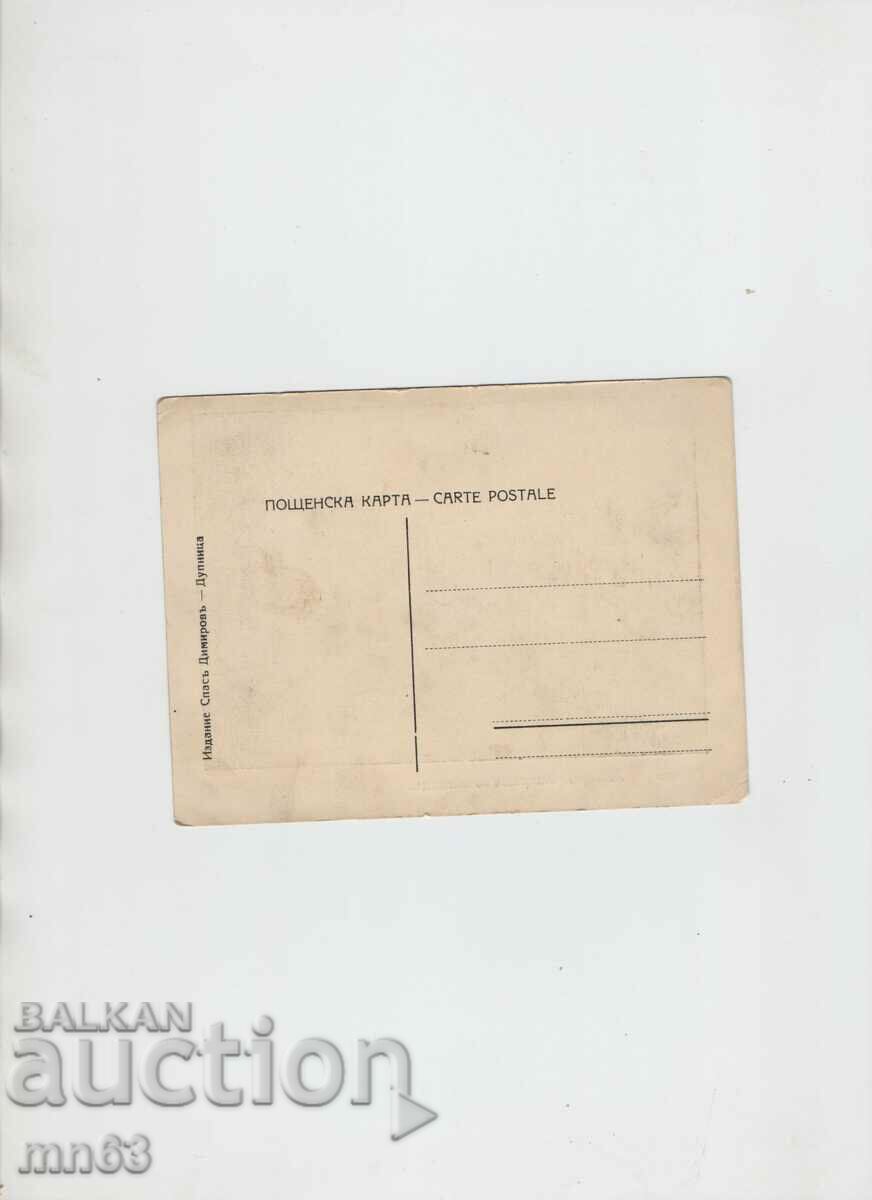 ПОЩЕНСКА КАРТА — CARTE POSTALE
Издание Спасъ Димировъ — Дупница
BALKAN
auction
mn63